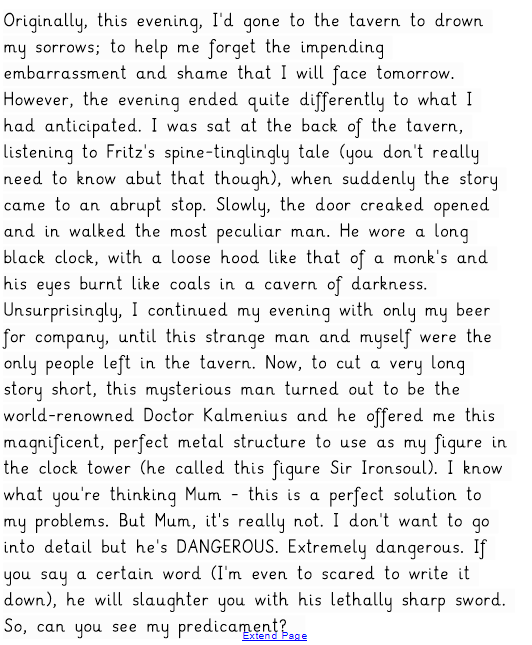 Originally, this evening, I'd gone to the tavern to drown
my sorrows; to help me forget the impending
embarrassment and shame that I will face tomorrow.
However, the evening ended quite differently to what I
had anticipated. I was sat at the back of the tavern,
listening to Fritz's spine-tinglingly tale (you don't really
need to know abut that though), when suddenly the story
came to an abrupt stop. Slowly, the door creaked opened
and in walked the most peculiar man. He wore a long
black clock, with a loose hood like that of a monk's and
his eyes burnt like coals in a cavern of darkness.
Unsurprisingly, I continued my evening with only my beer
for company, until this strange man and myself were the
only people left in the tavern. Now, to cut a very long
story short, this mysterious man turned out to be the
world-renowned Doctor Kalmenius and he offered me this
magnificent, perfect metal structure to use as my figure in
the clock tower (he called this figure Sir Ironsoul). I know
what you're thinking Mum - this is a perfect solution to
my problems. But Mum, it's really not. I don't want to go
into detail but he's DANGEROUS. Extremely dangerous. If
you say a certain word (I'm even to scared to write it
down), he will slaughter you with his lethally sharp sword.
So, can you see my predicament?
Extend Page